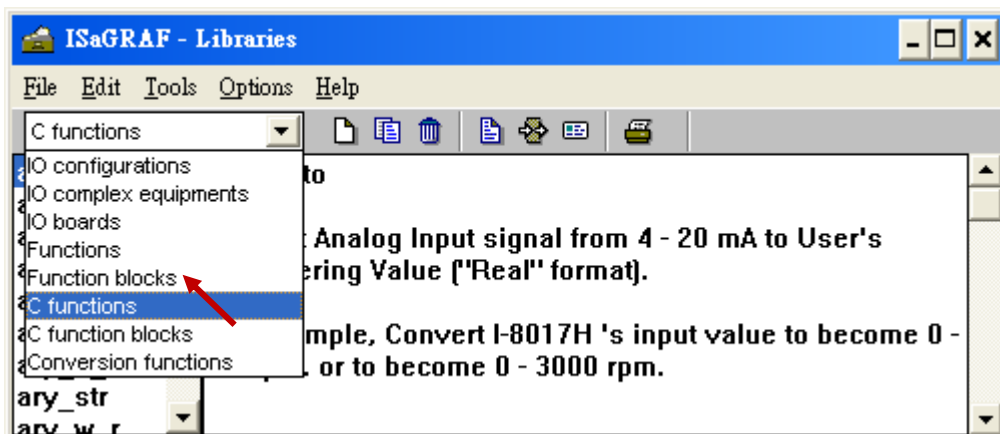 ISaGRAF - Libraries
File Edit Tools Options Help
C functions
IO configurations
IO complex equipments
IO boards
Functions
Function blocks
C functions
C function blocks
Conversion functions
ary_str
ary_w_r
to
Analog Input signal from 4 - 20 mA to User's
ering Value ("Real" format).
mple, Convert I-8017H 's input value to become 0 -
. or to become 0 - 3000 rpm.